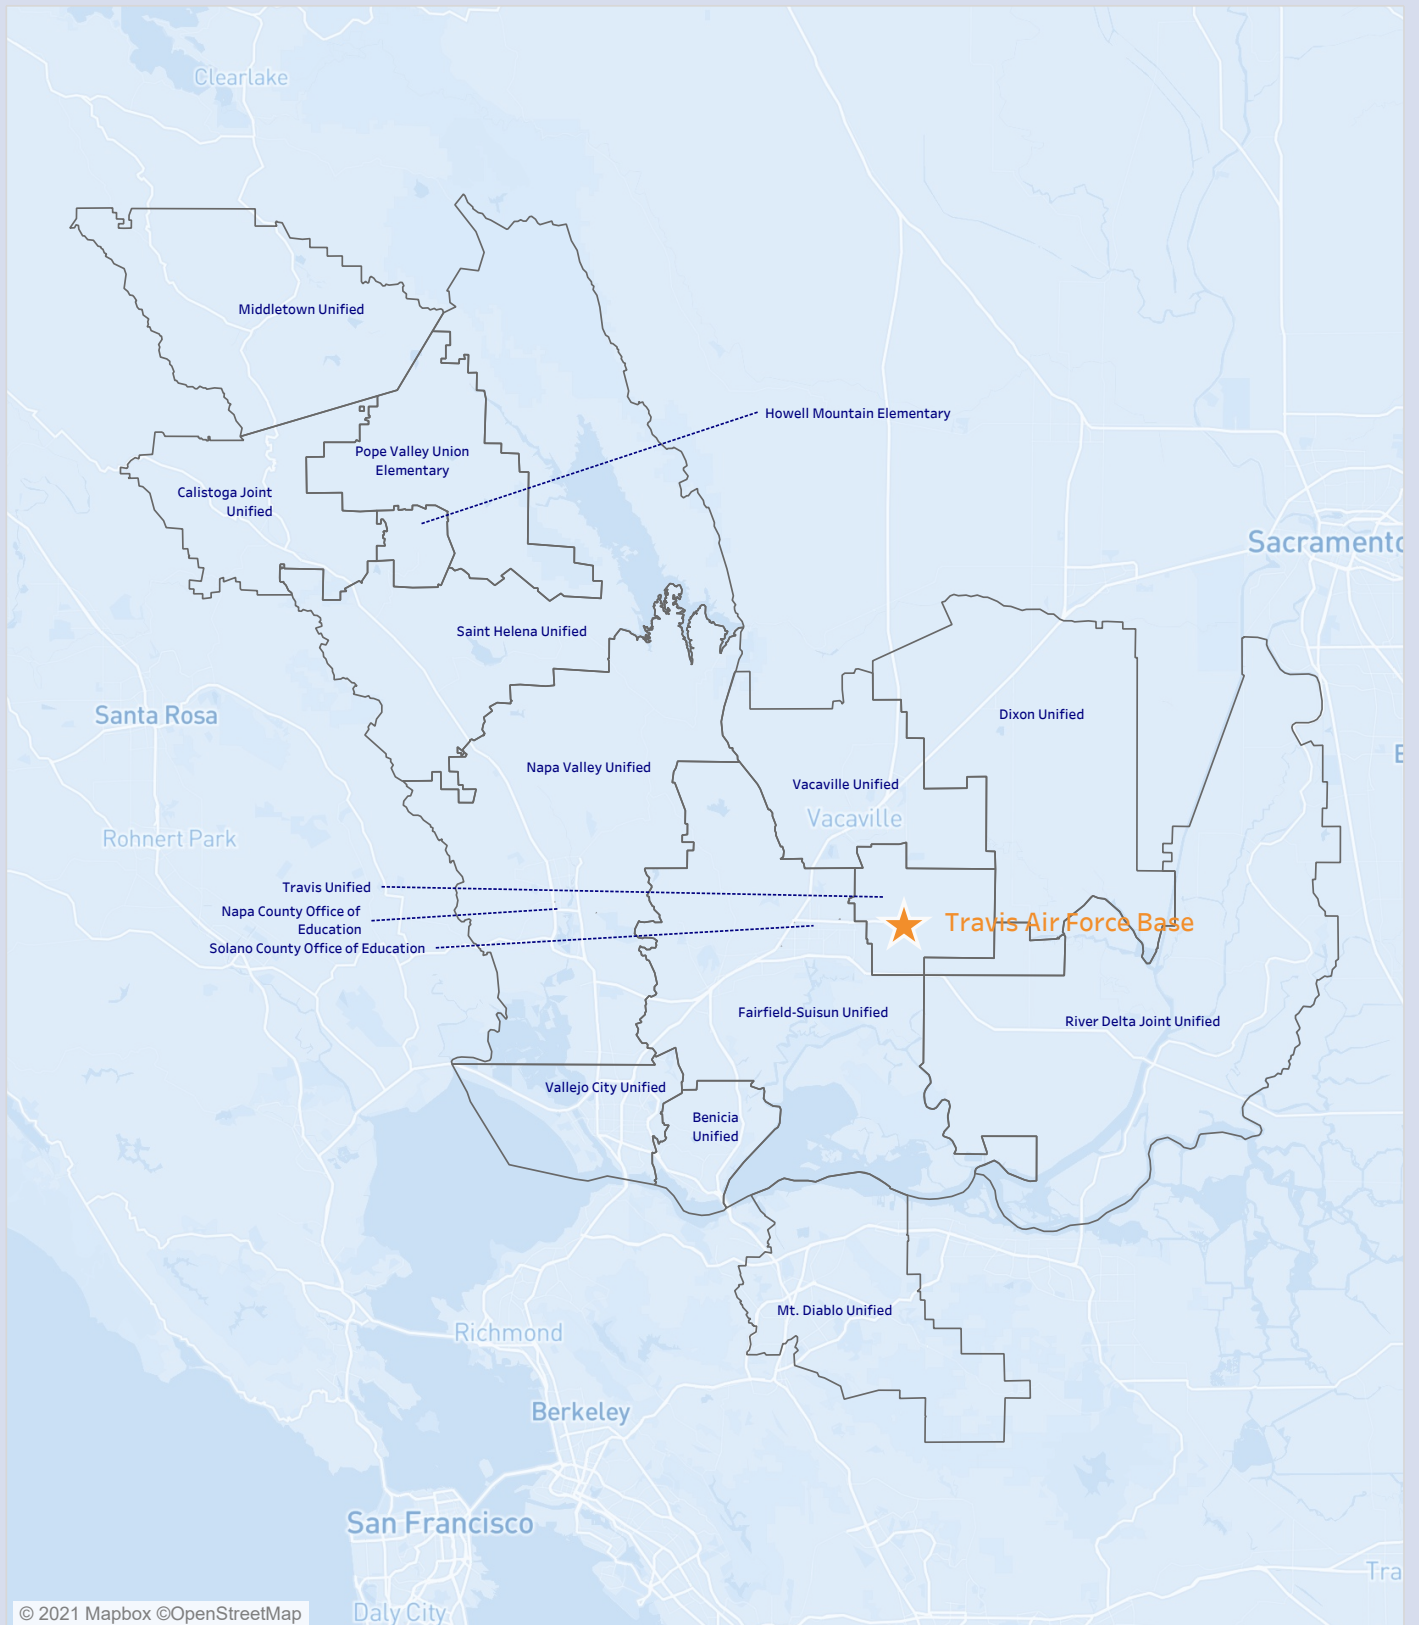 Clearlake
Middletown Unified
Howell Mountain Elementary
Pope Valley Union
Elementary
Calistoga Joint
Unified
Sacramento
Saint Helena Unified
Santa Rosa
Dixon Unified
Napa Valley Unified
Vacaville Unified
Vacaville
Rohnert Park
Travis Unified
Napa County Office of
Education
Travis Air Force Base
Solano County Office of Education
Fairfield-Suisun Unified
River Delta Joint Unified
Vallejo City Unified
Benicia
Unified
Mt. Diablo Unified
Richmond
Berkeley
San Francisco
Tra
Daly City
© 2021 Mapbox ©OpenStreetMap